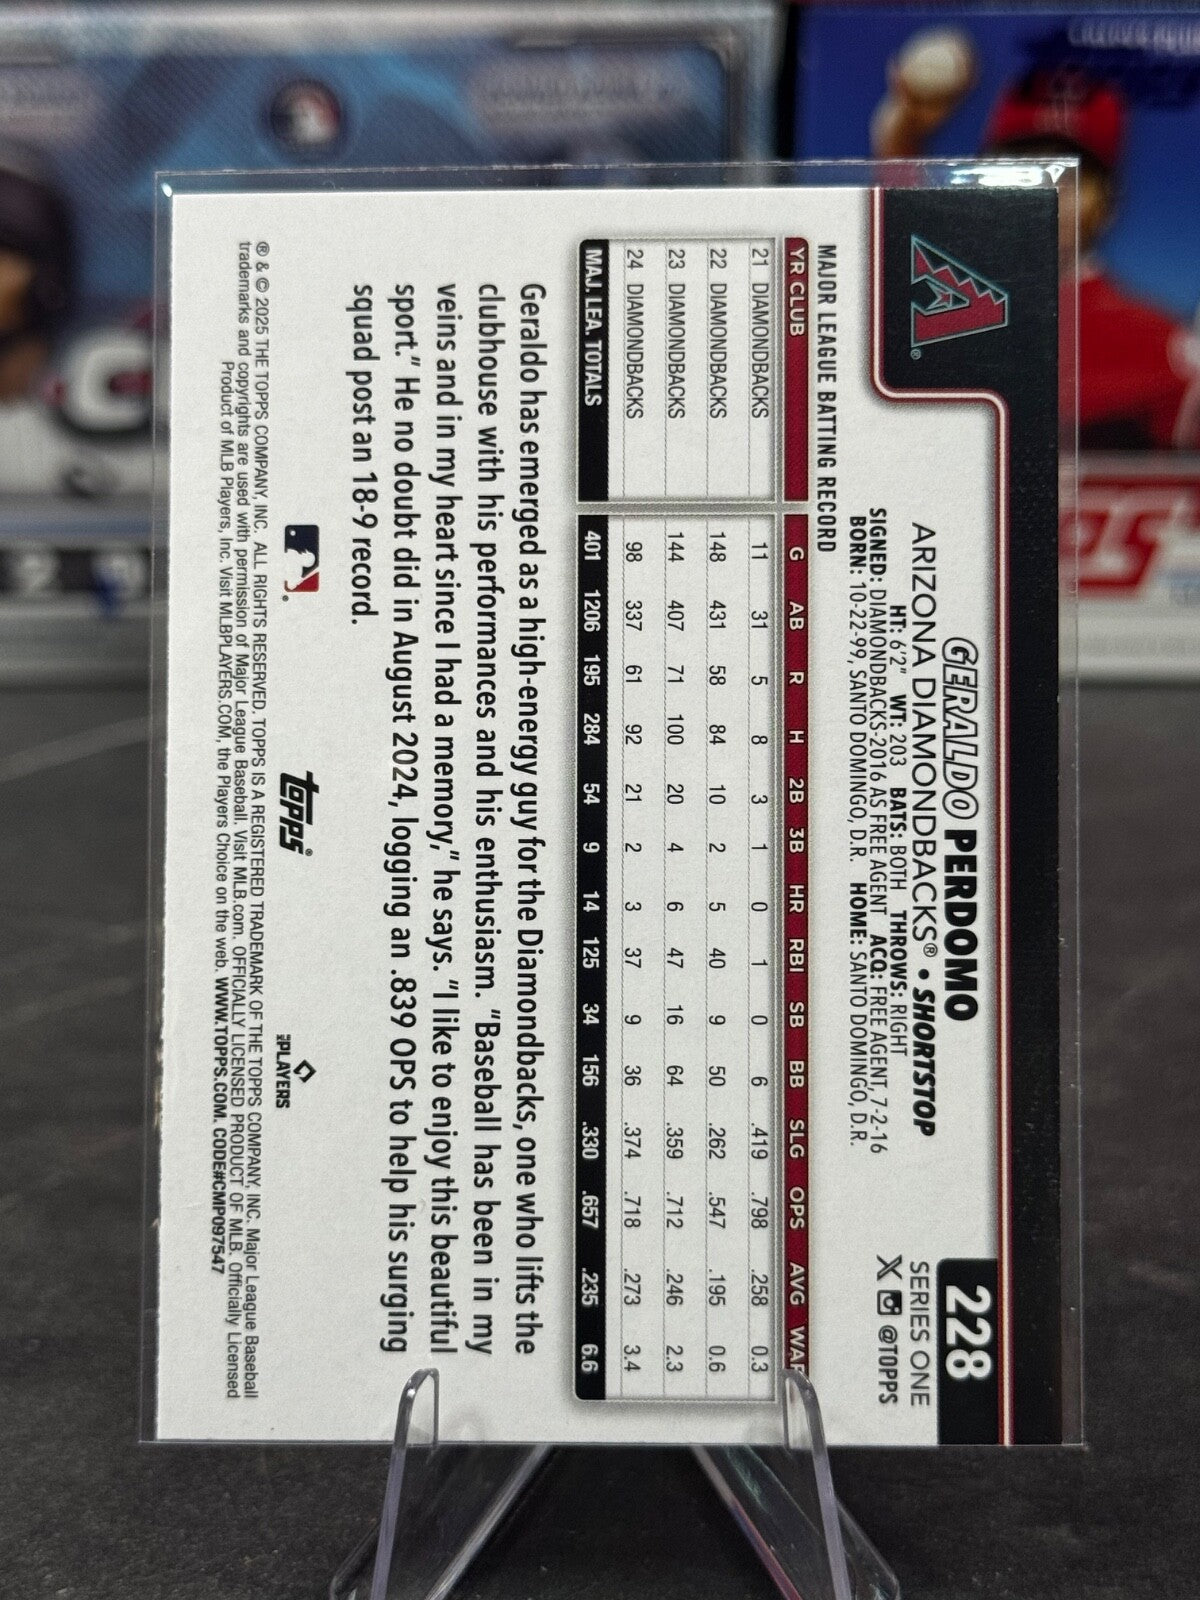 GERALDO PERDOMO
ARIZONA DIAMONDBACKS® • SHORTSTOP
HT: 6'2" WT: 203 BATS: BOTH THROWS: RIGHT
SIGNED: DIAMONDBACKS-2016 AS FREE AGENT ACQ: FREE AGENT, 7-2-16
BORN: 10-22-99, SANTO DOMINGO, D.R. HOME: SANTO DOMINGO, D.R.
228
SERIES ONE
@TOPPS
MAJOR LEAGUE BATTING RECORD
YR CLUB G AB R H 2B 3B HR RBI SB BB SLG OPS AVG WAR
21 DIAMONDBACKS 11 31 5 8 3 1 0 1 0 6 .419 .798 .258 0.3
22 DIAMONDBACKS 148 431 58 84 10 2 5 40 9 50 .262 .547 .195 0.6
23 DIAMONDBACKS 144 407 71 100 20 4 6 47 16 64 .359 .712 .246 2.3
24 DIAMONDBACKS 98 337 61 92 21 2 3 37 9 36 .374 .718 .273 3.4
MAJ. LEA. TOTALS 401 1206 195 284 54 9 14 125 34 156 .330 .657 .235 6.6
Geraldo has emerged as a high-energy guy for the Diamondbacks, one who lifts the
clubhouse with his performances and his enthusiasm. "Baseball has been in my
veins and in my heart since I had a memory," he says. "I like to enjoy this beautiful
sport." He no doubt did in August 2024, logging an .839 OPS to help his surging
squad post an 18-9 record.
topps®
PLAYERS
® & © 2025 THE TOPPS COMPANY, INC. ALL RIGHTS RESERVED. TOPPS IS A REGISTERED TRADEMARK OF THE TOPPS COMPANY, INC. Major League Baseball
trademarks and copyrights are used with permission of Major League Baseball. Visit MLB.com. OFFICIALLY LICENSED PRODUCT OF MLB. Officially Licensed
Product of MLB Players, Inc. Visit MLBPLAYERS.COM, the Players Choice on the web. WWW.TOPPS.COM. CODE#CMP097547